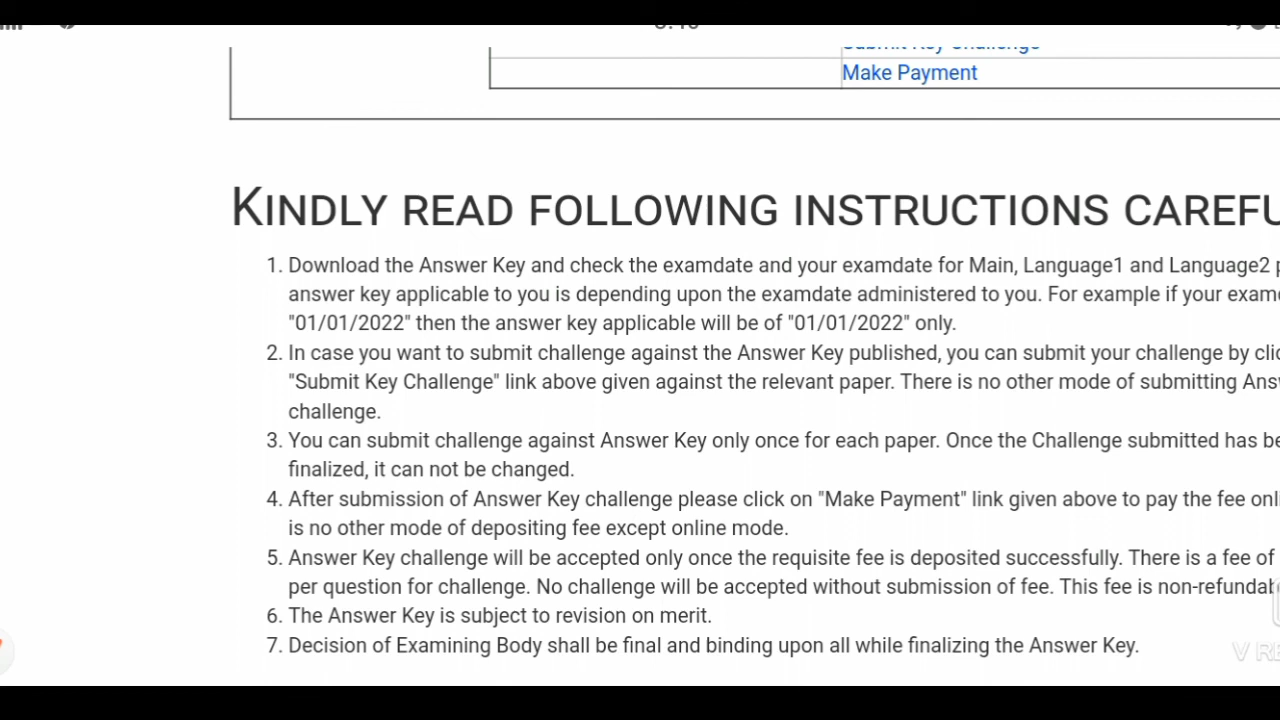 Submit Key Challenge
Make Payment
KINDLY READ FOLLOWING INSTRUCTIONS
1. Download the Answer Key and check the examdate and your examdate for Main, Language1 and Language2
answer key applicable to you is depending upon the examdate administered to you. For example if your
"01/01/2022" then the answer key applicable will be of "01/01/2022" only.
2. In case you want to submit challenge against the Answer Key published, you can submit your challenge by
"Submit Key Challenge" link above given against the relevant paper. There is no other mode of submitting
challenge.
3. You can submit challenge against Answer Key only once for each paper. Once the Challenge submitted has
finalized, it can not be changed.
4. After submission of Answer Key challenge please click on "Make Payment" link given above to pay the fee
is no other mode of depositing fee except online mode.
5. Answer Key challenge will be accepted only once the requisite fee is deposited successfully. There is a fee of
per question for challenge. No challenge will be accepted without submission of fee. This fee is
6. The Answer Key is subject to revision on merit.
7. Decision of Examining Body shall be final and binding upon all while finalizing the Answer Key.